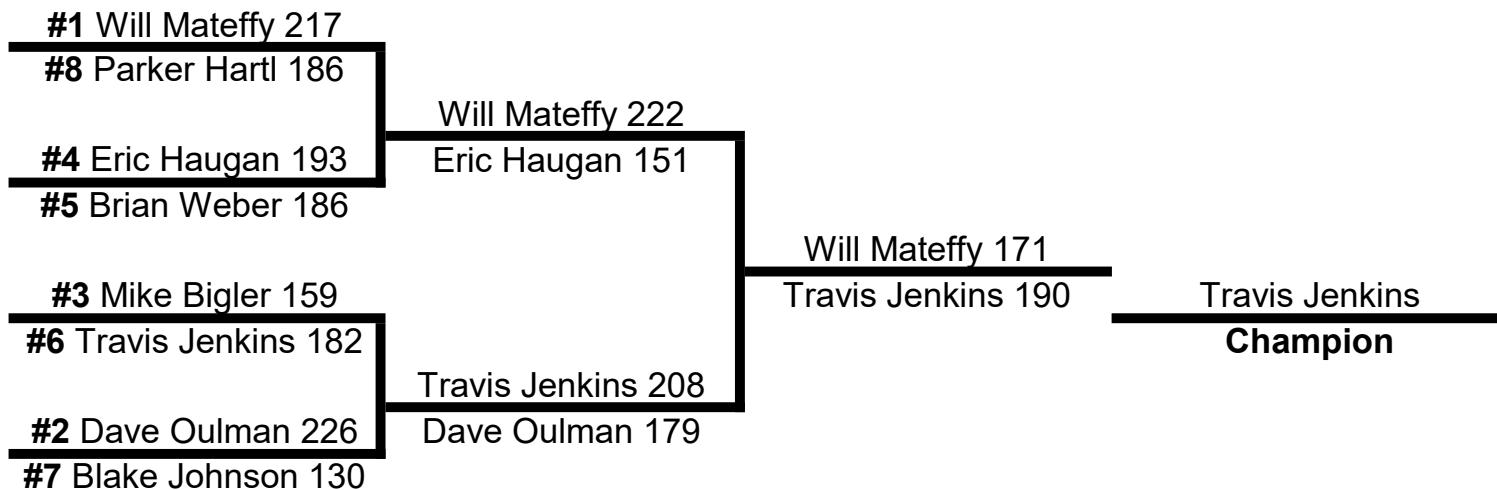 #1 Will Mateffy 217
#8 Parker Hartl 186
#4 Eric Haugan 193
#5 Brian Weber 186
#3 Mike Bigler 159
#6 Travis Jenkins 182
#2 Dave Oulman 226
#7 Blake Johnson 130
Will Mateffy 222
Eric Haugan 151
Travis Jenkins 208
Dave Oulman 179
Will Mateffy 171
Travis Jenkins 190
Travis Jenkins
Champion